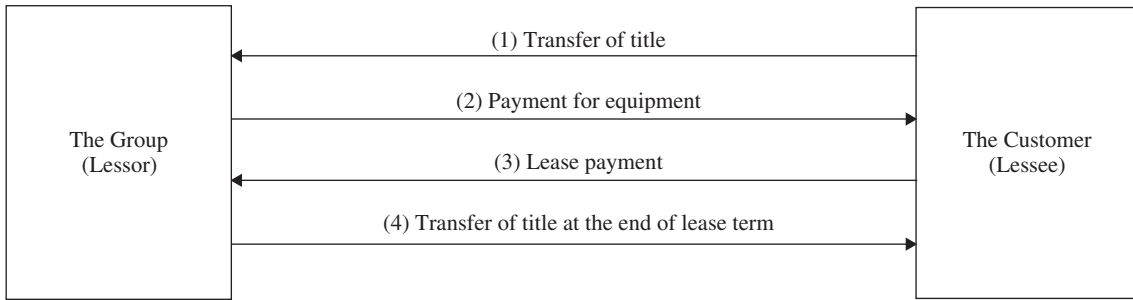 (1) Transfer of title
(2) Payment for equipment
The Group
(Lessor)
The Customer
(Lessee)
(3) Lease payment
(4) Transfer of title at the end of lease term